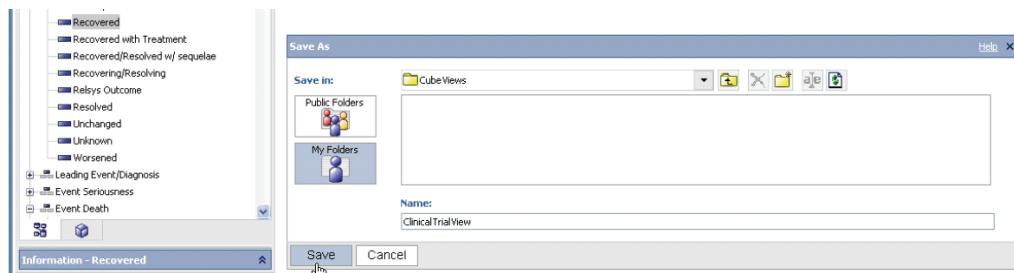 Recovered
Recovered with Treatment
Recovered/Resolved w/ sequelae
Recovering/Resolving
Relsys Outcome
Resolved
Unchanged
Unknown
Worsened
Leading Event/Diagnosis
Event Seriousness
Event Death
Information - Recovered
Save As
Help
Save in:
CubeViews
Public Folders
My Folders
Name:
ClinicalTrialView
Save
Cancel